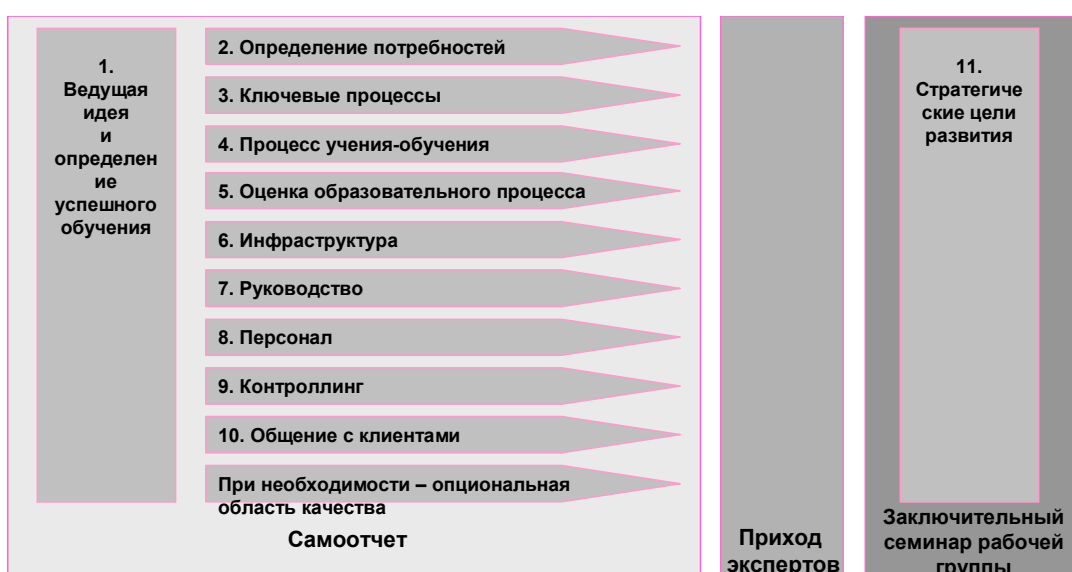 1.
Ведущая
идея
и
определен
ие
успешного
обучения
2. Определение потребностей
3. Ключевые процессы
4. Процесс учения-обучения
5. Оценка образовательного процесса
6. Инфраструктура
7. Руководство
8. Персонал
9. Контроллинг
10. Общение с клиентами
При необходимости – опциональная
область качества
Самоотчет
Приход
экспертов
11.
Стратегиче
ские цели
развития
Заключительный
семинар рабочей
группы